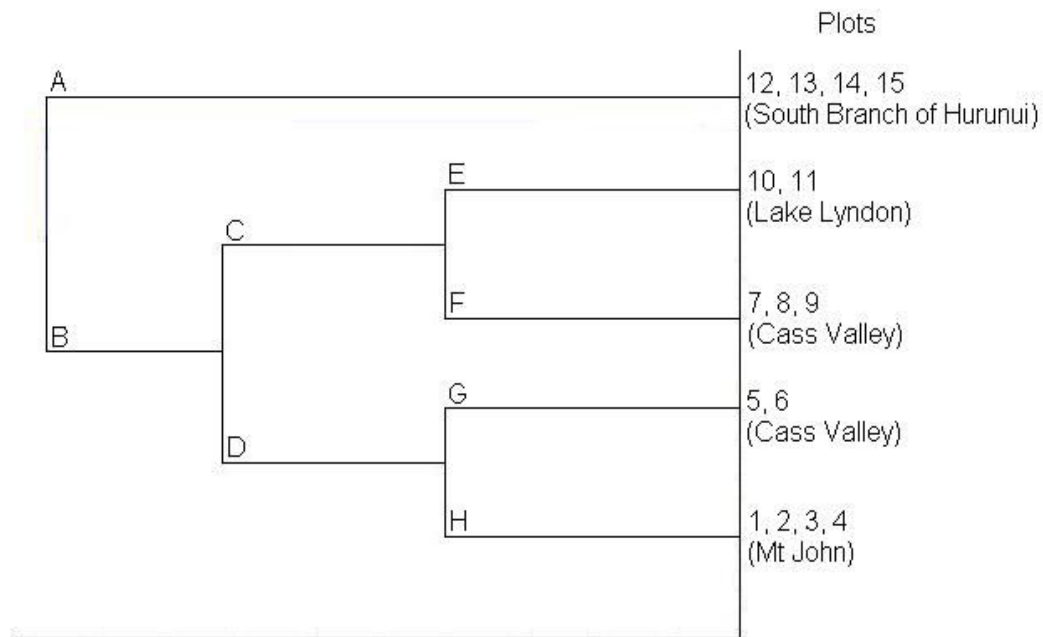 Plots
A
12, 13, 14, 15
(South Branch of Hurunui)
E
10, 11
(Lake Lyndon)
C
F
7, 8, 9
(Cass Valley)
B
G
5, 6
(Cass Valley)
D
H
1, 2, 3, 4
(Mt John)